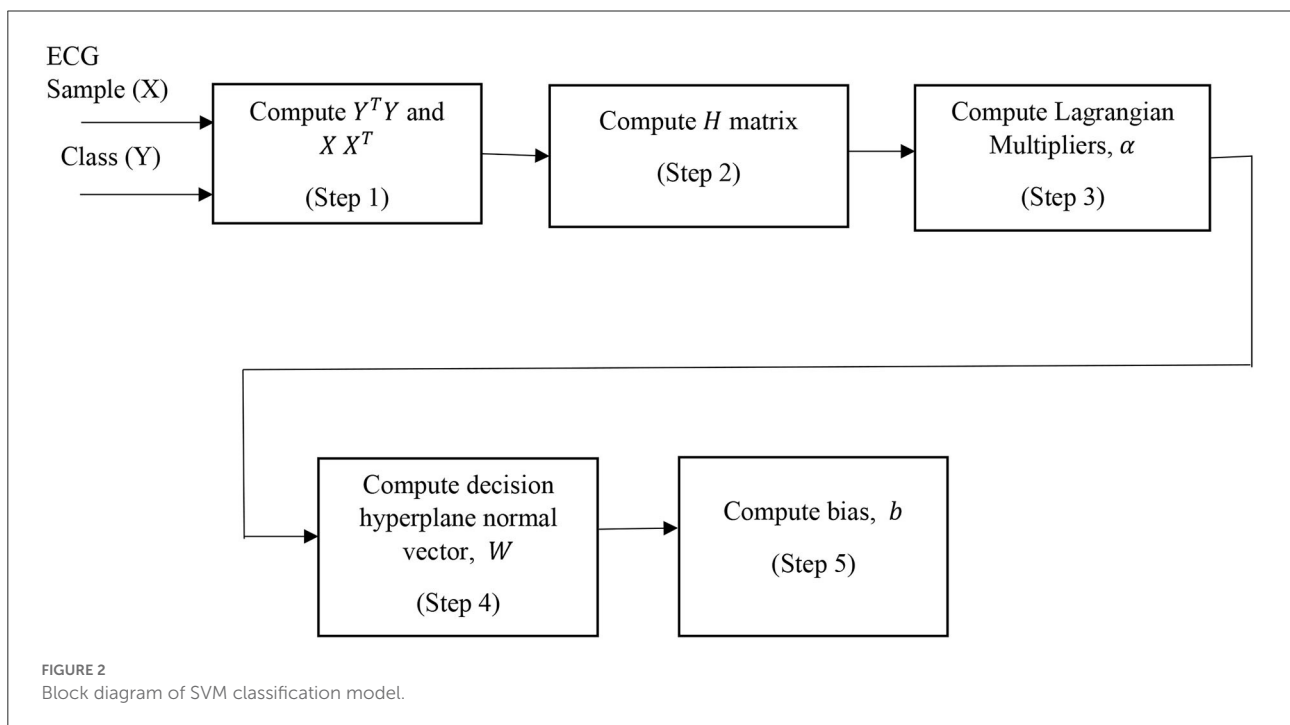 ECG
Sample (X)
Class (Y)
Compute $Y^T Y$ and
$X X^T$
(Step 1)
Compute $H$ matrix
(Step 2)
Compute Lagrangian
Multipliers, $\alpha$
(Step 3)
Compute decision
hyperplane normal
vector, $W$
(Step 4)
Compute bias, $b$
(Step 5)
FIGURE 2
Block diagram of SVM classification model.